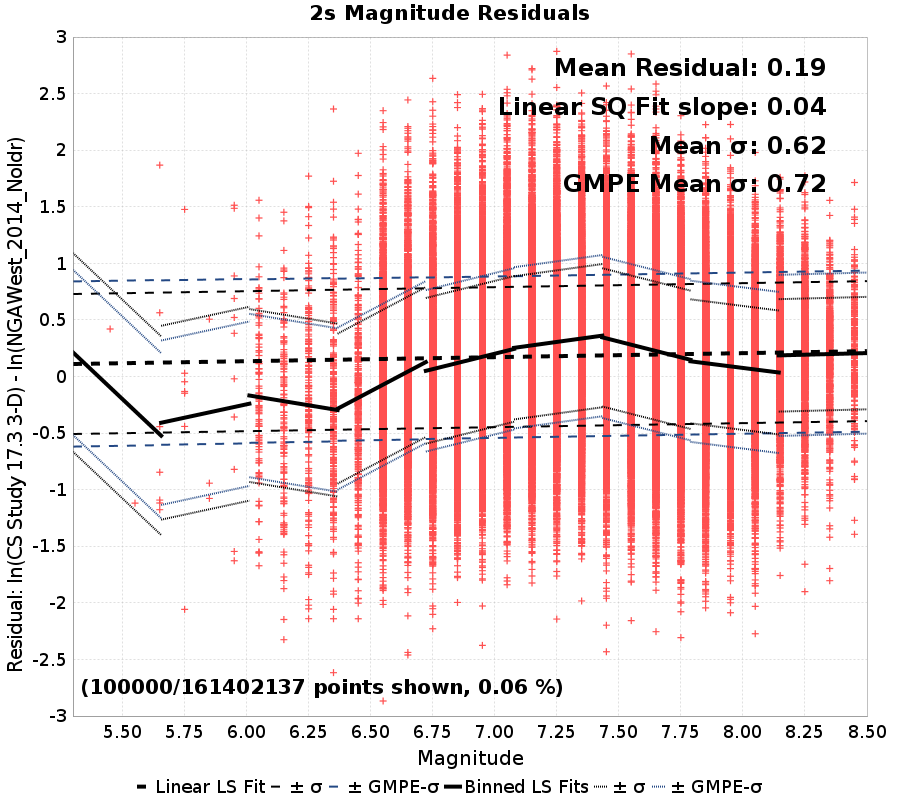 2s Magnitude Residuals
Mean Residual: 0.19
Linear SQ Fit slope: 0.04
Mean σ: 0.62
GMPE Mean σ: 0.72
3
2.5
2
1.5
1
0.5
0
-0.5
-1
-1.5
-2
-2.5
-3
Residual: ln(CS Study 17.3 3-D) - ln(NGAWest_2014_NoIdr)
(100000/161402137 points shown, 0.06 %)
5.50 5.75 6.00 6.25 6.50 6.75 7.00 7.25 7.50 7.75 8.00 8.25 8.50
Magnitude
Linear LS Fit ± σ ± GMPE-σ Binned LS Fits ± σ ± GMPE-σ